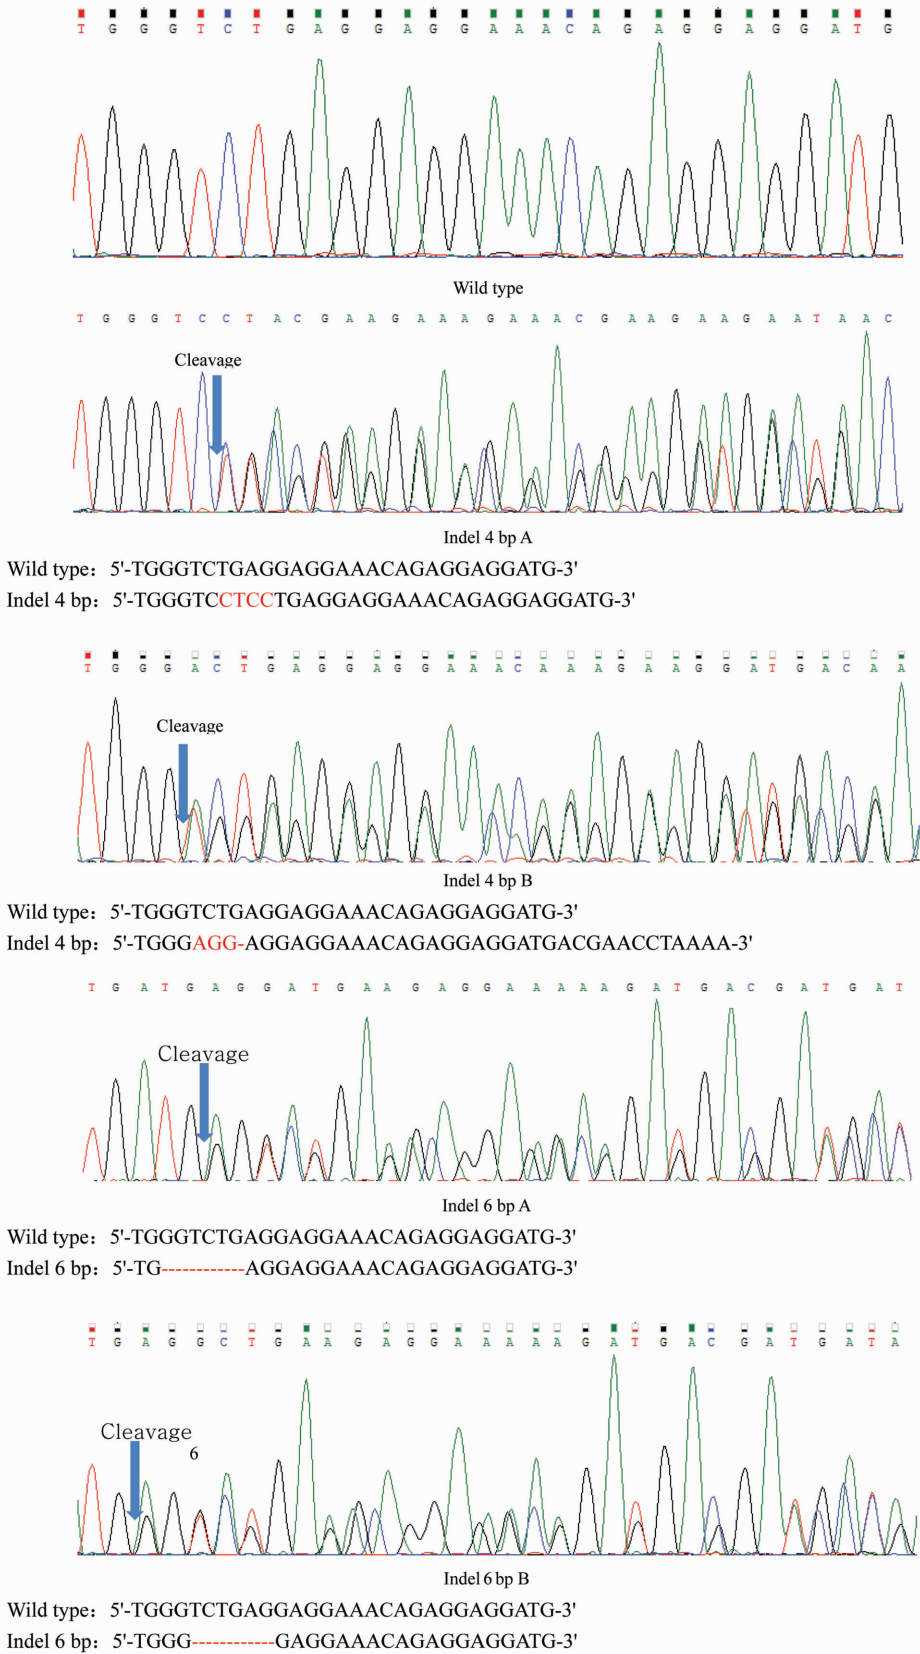 T G G G T C T G A G G A G G A A A C A G A G G A G G A T G
Wild type
T G G G T C C T A C G A A G A A A G A A A C G A A G A A G A A T A A C
Cleavage
Indel 4 bp A
Wild type: 5'-TGGGTCTGAGGAGGAAACAGAGGAGGATG-3'
Indel 4 bp: 5'-TGGGTCCTCCTGAGGAGGAAACAGAGGAGGATG-3'
T G G G A C T G A G G A G G A A A C A A A G A A G G A T G A C A A
Cleavage
Indel 4 bp B
Wild type: 5'-TGGGTCTGAGGAGGAAACAGAGGAGGATG-3'
Indel 4 bp: 5'-TGGGAGG-AGGAGGAAACAGAGGAGGATGACGAACCTAAAA-3'
T G A T G A G G A T G A A G A G G A A A A A G A T G A C G A T G A T
Cleavage
Indel 6 bp A
Wild type: 5'-TGGGTCTGAGGAGGAAACAGAGGAGGATG-3'
Indel 6 bp: 5'-TG------------AGGAGGAAACAGAGGAGGATG-3'
T G A G G C T G A A G A G G A A A A A G A T G A C G A T G A T A
Cleavage
6
Indel 6 bp B
Wild type: 5'-TGGGTCTGAGGAGGAAACAGAGGAGGATG-3'
Indel 6 bp: 5'-TGGG------------GAGGAAACAGAGGAGGATG-3'